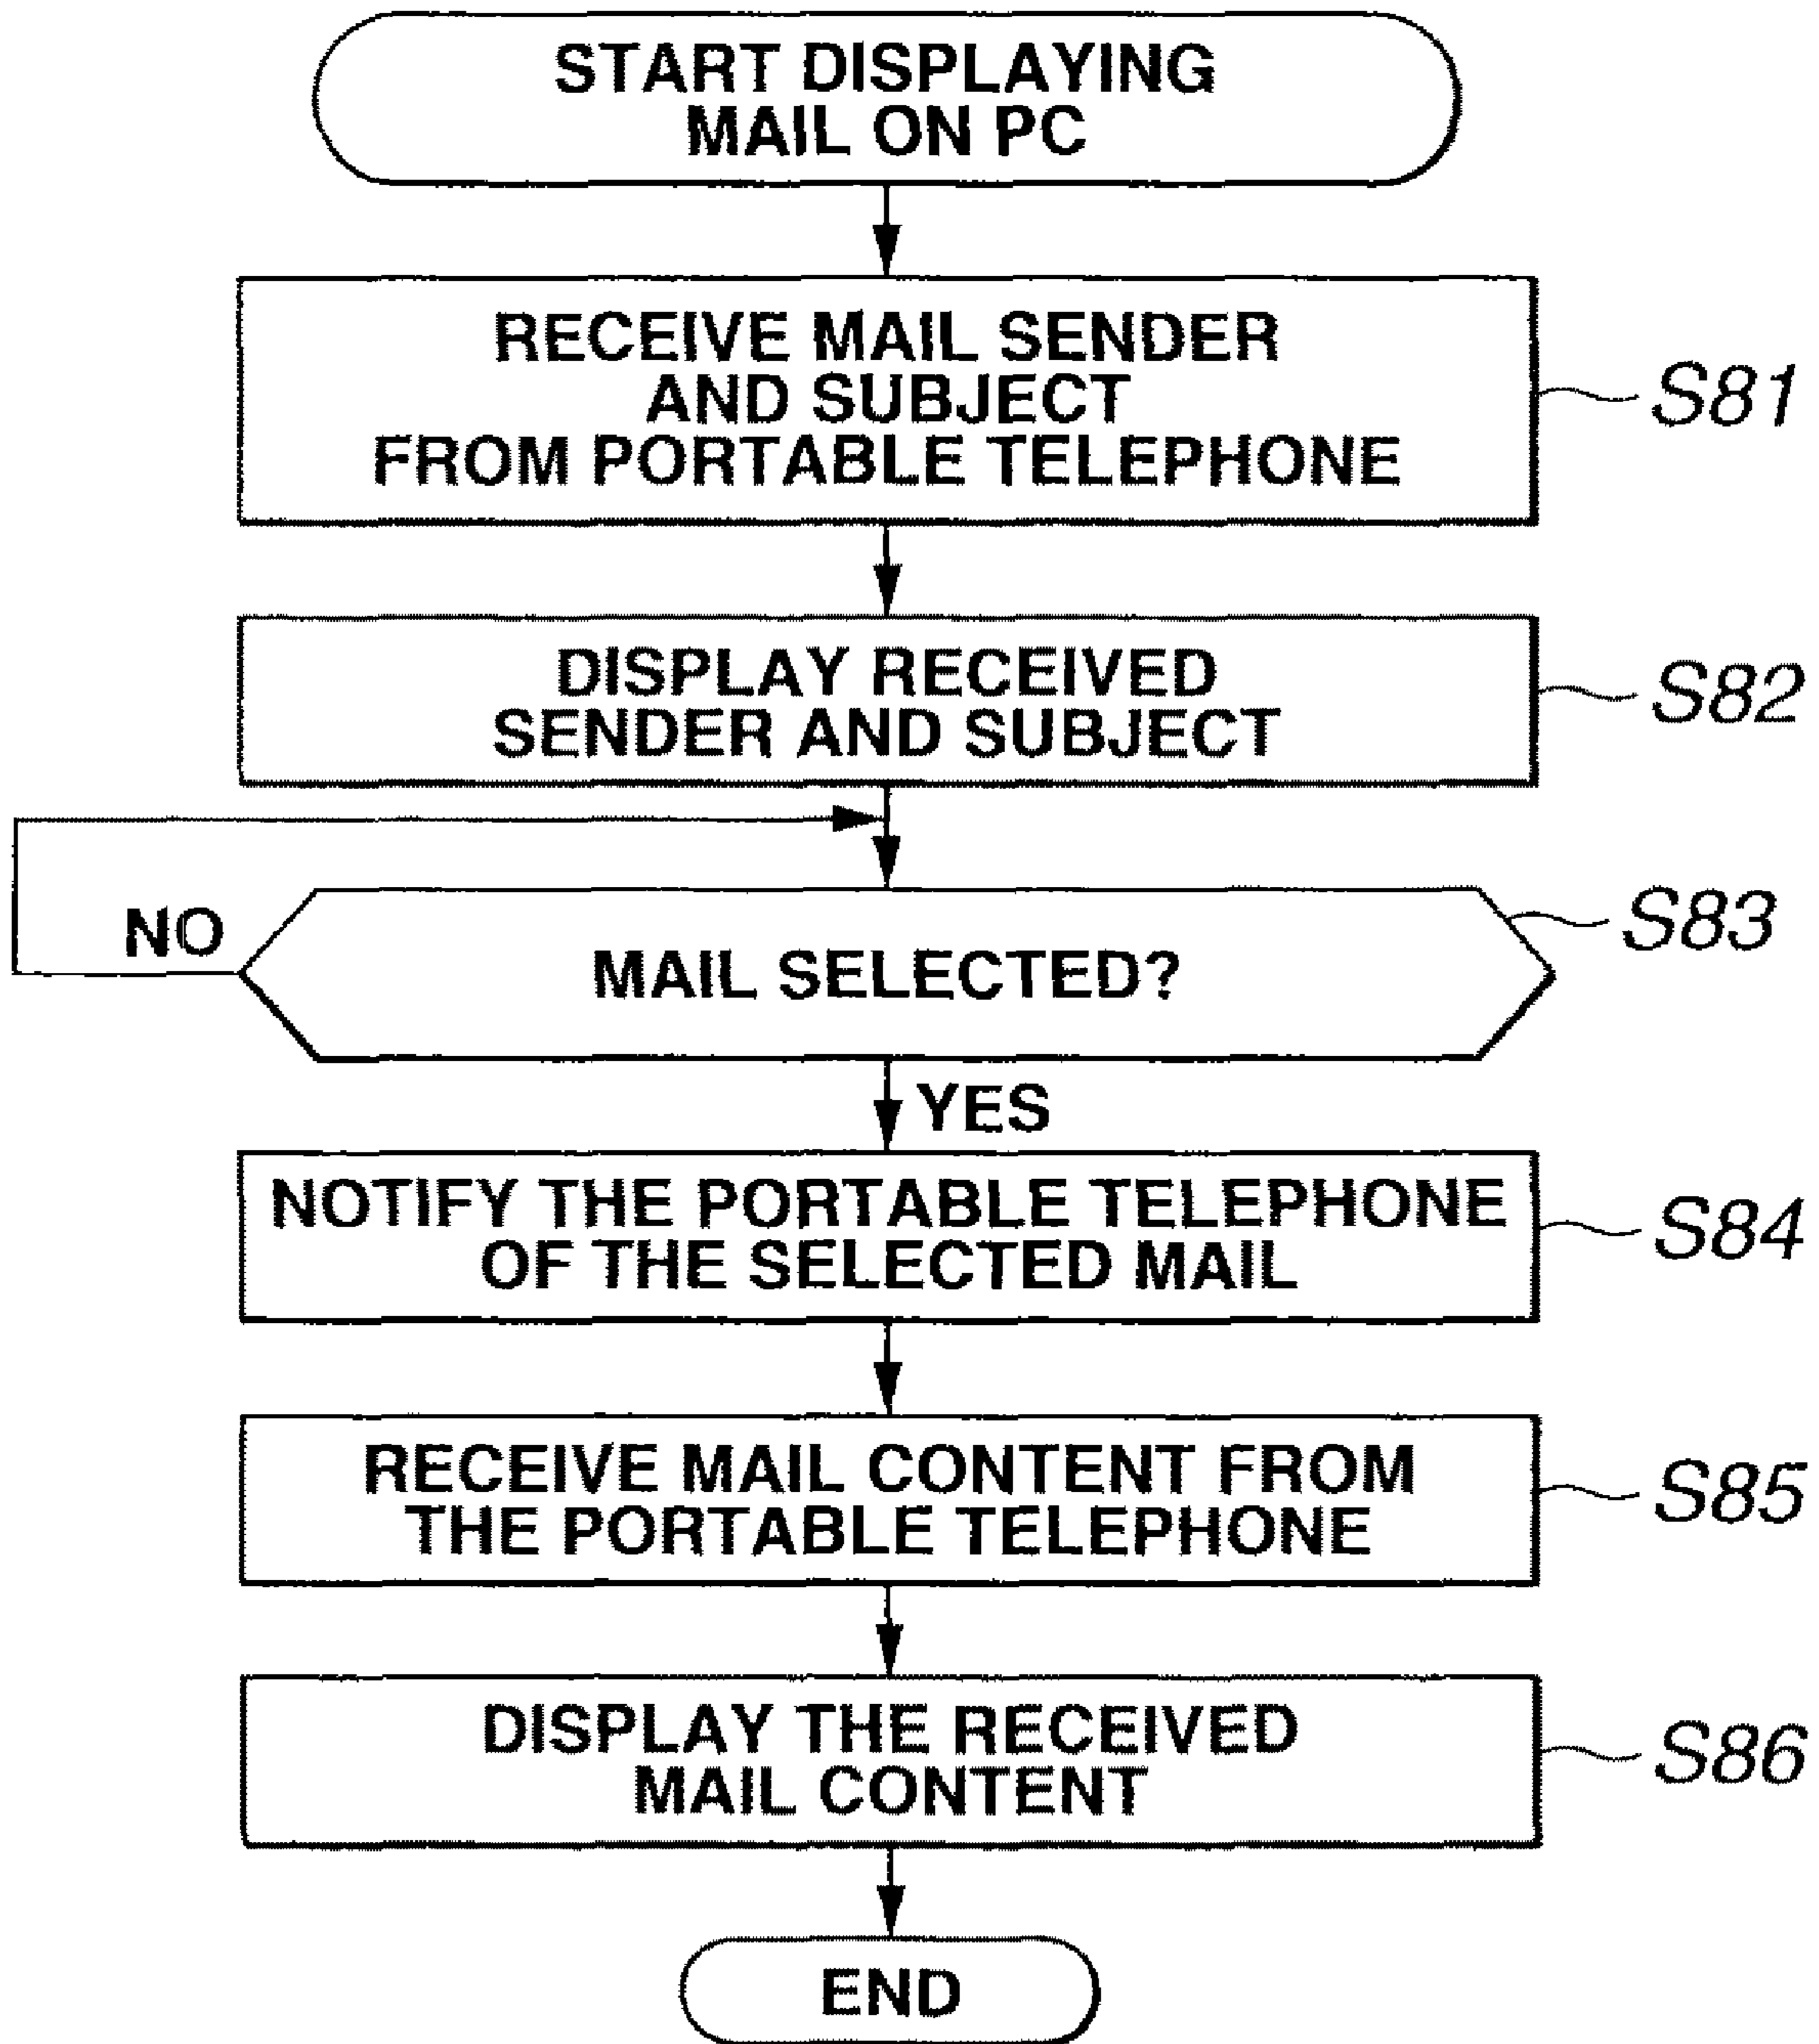 START DISPLAYING
MAIL ON PC
RECEIVE MAIL SENDER
AND SUBJECT
FROM PORTABLE TELEPHONE
S81
DISPLAY RECEIVED
SENDER AND SUBJECT
S82
NO
MAIL SELECTED?
S83
YES
NOTIFY THE PORTABLE TELEPHONE
OF THE SELECTED MAIL
S84
RECEIVE MAIL CONTENT FROM
THE PORTABLE TELEPHONE
S85
DISPLAY THE RECEIVED
MAIL CONTENT
S86
END